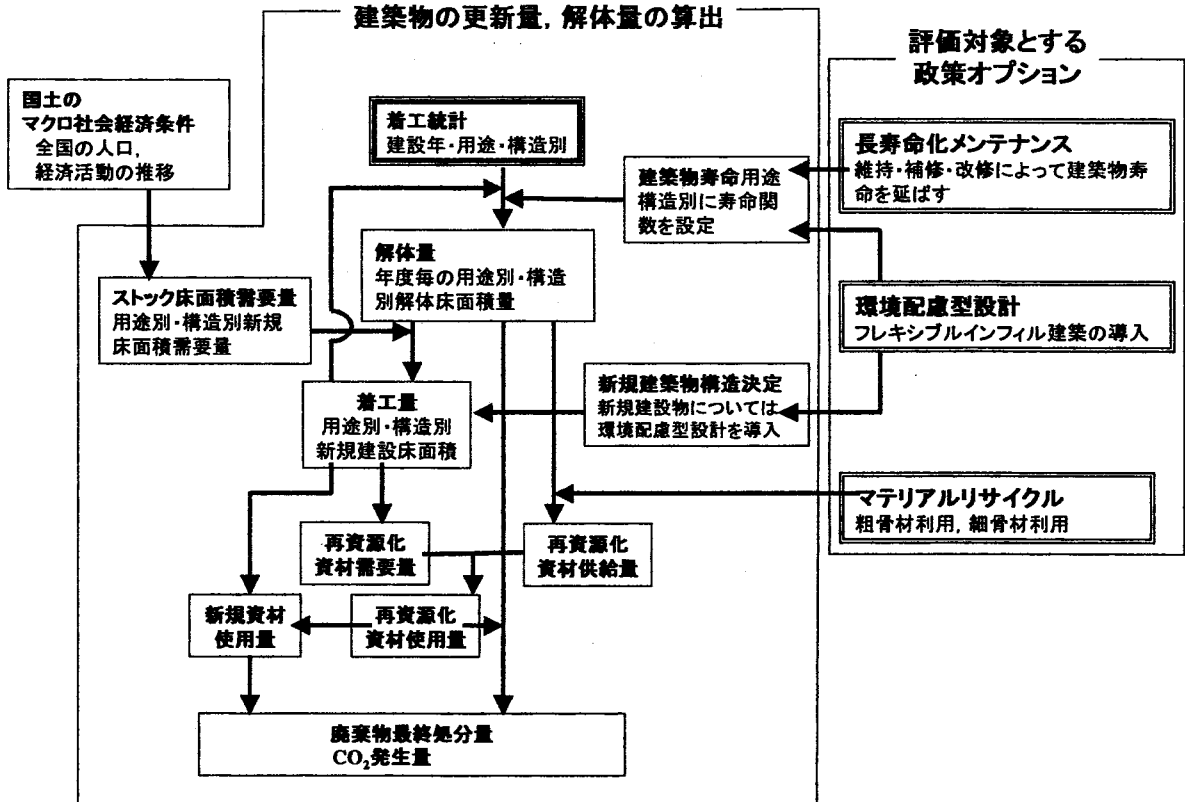 建築物の更新量，解体量の算出
評価対象とする
政策オプション
国土の
マクロ社会経済条件
全国の人口，
経済活動の推移
着工統計
建設年・用途・構造別
長寿命化メンテナンス
維持・補修・改修によって建築物寿
命を延ばす
建築物寿命用途
構造別に寿命関
数を設定
解体量
年度毎の用途別・構造
別解体床面積量
ストック床面積需要量
用途別・構造別新規
床面積需要量
環境配慮型設計
フレキシブルインフィル建築の導入
新規建築物構造決定
新規建設物については
環境配慮型設計を導入
着工量
用途別・構造別
新規建設床面積
マテリアルリサイクル
粗骨材利用，細骨材利用
再資源化
資材需要量
再資源化
資材供給量
新規資材
使用量
再資源化
資材使用量
廃棄物最終処分量
CO₂発生量